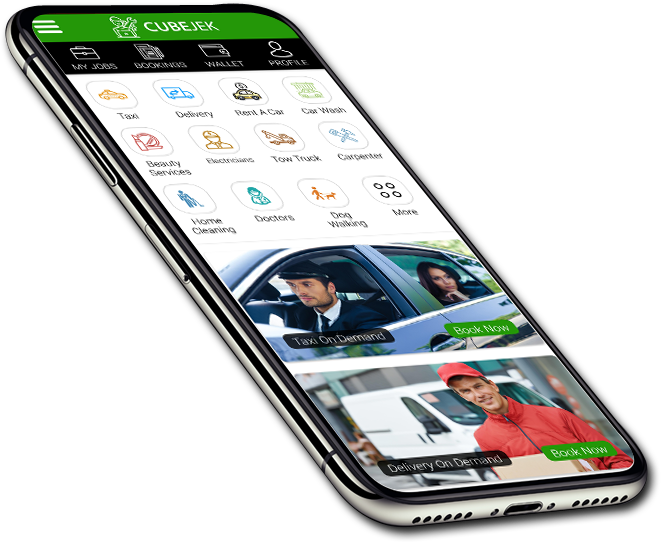 CUBEJEK
MY JOBS
BOOKINGS
WALLET
PROFILE
Taxi
Delivery
Rent A Car
Car Wash
Beauty
Services
Electricians
Tow Truck
Carpenter
Home
Cleaning
Doctors
Dog
Walking
More
Taxi On Demand
Book Now
Delivery On Demand
Book Now